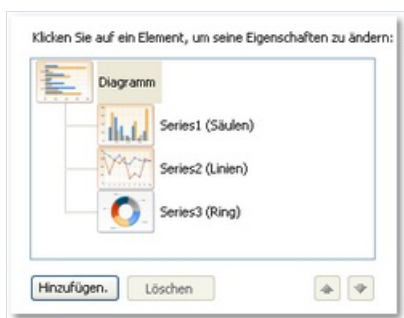 Klicken Sie auf ein Element, um seine Eigenschaften zu ändern:
Diagramm
Series1 (Säulen)
Series2 (Linien)
Series3 (Ring)
Hinzufügen. Löschen